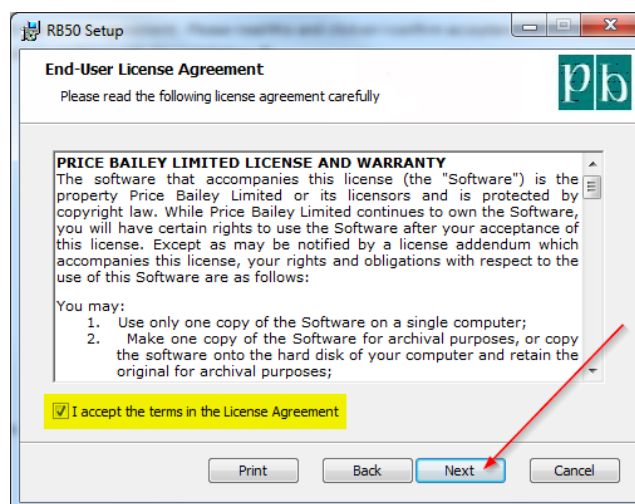 RB50 Setup
End-User License Agreement
Please read the following license agreement carefully
pb
PRICE BAILEY LIMITED LICENSE AND WARRANTY
The software that accompanies this license (the "Software") is the
property Price Bailey Limited or its licensors and is protected by
copyright law. While Price Bailey Limited continues to own the Software,
you will have certain rights to use the Software after your acceptance of
this license. Except as may be notified by a license addendum which
accompanies this license, your rights and obligations with respect to the
use of this Software are as follows:
You may:
1. Use only one copy of the Software on a single computer;
2. Make one copy of the Software for archival purposes, or copy
the software onto the hard disk of your computer and retain the
original for archival purposes;
I accept the terms in the License Agreement
Print Back Next Cancel